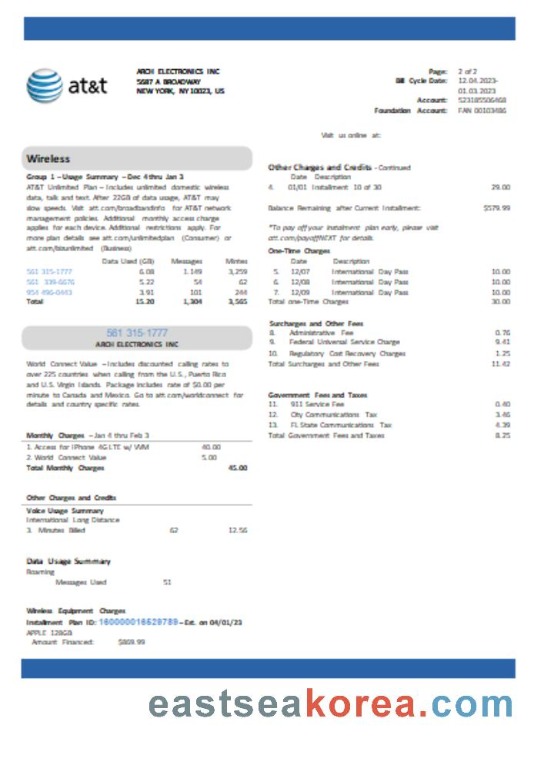 at&t
ARCH ELECTRONICS INC
5687 A BROADWAY
NEW YORK, NY 10023, US
Page: 2 of 2
Bill Cycle Date: 12.04.2023-
01.03.2023
Account: 523185506468
Foundation Account: FAN 00103486
Visit us online at:
Wireless
Group 1 – Usage Summary – Dec 4 thru Jan 3
AT&T Unlimited Plan – Includes unlimited domestic wireless
data, talk and text. After 22GB of data usage, AT&T may
slow speeds. Visit att.com/broadbandinfo for AT&T network
management policies. Additional monthly access charge
applies for each device. Additional restrictions apply. For
more plan details see att.com/unlimitedplan (Consumer) or
att.com/bizunlimited (Business)
Data Used (GB) Messages Mintes
561 315-1777 6.08 1.149 3,259
561 339-6676 5.22 54 62
954 496-0443 3.91 101 244
Total 15.20 1,304 3,565
561 315-1777
ARCH ELECTRONICS INC
World Connect Value – Includes discounted calling rates to
over 225 countries when calling from the U.S., Puerto Rico
and U.S. Virgin Islands. Package includes rate of $0.00 per
minute to Canada and Mexico. Go to att.com/worldconnect for
details and country specific rates.
Monthly Charges – Jan 4 thru Feb 3
1. Access for iPhone 4G LTE w/ VVM 40.00
2. World Connect Value 5.00
Total Monthly Charges 45.00
Other Charges and Credits
Voice Usage Summary
International Long Distance
3. Minutes Billed 62 12.56
Data Usage Summary
Roaming
Messages Used 51
Wireless Equipment Charges
Installment Plan ID: 160000016528789 – Est. on 04/01/23
APPLE 128GB
Amount Financed: $869.99
Other Charges and Credits - Continued
Date Description
4. 01/01 Installment 10 of 30 29.00
Balance Remaining after Current Installment: $579.99
*To pay off your instalment plan early, please visit
att.com/payoffNEXT for details.
One-Time Charges
Date Description
5. 12/07 International Day Pass 10.00
6. 12/08 International Day Pass 10.00
7. 12/09 International Day Pass 10.00
Total one-Time Charges 30.00
Surcharges and Other Fees
8. Administrative Fee 0.76
9. Federal Universal Service Charge 9.41
10. Regulatory Cost Recovery Charges 1.25
Total Surcharges and Other Fees 11.42
Government Fees and Taxes
11. 911 Service Fee 0.40
12. City Communications Tax 3.46
13. FL State Communications Tax 4.39
Total Government Fees and Taxes 8.25
eastseakorea.com